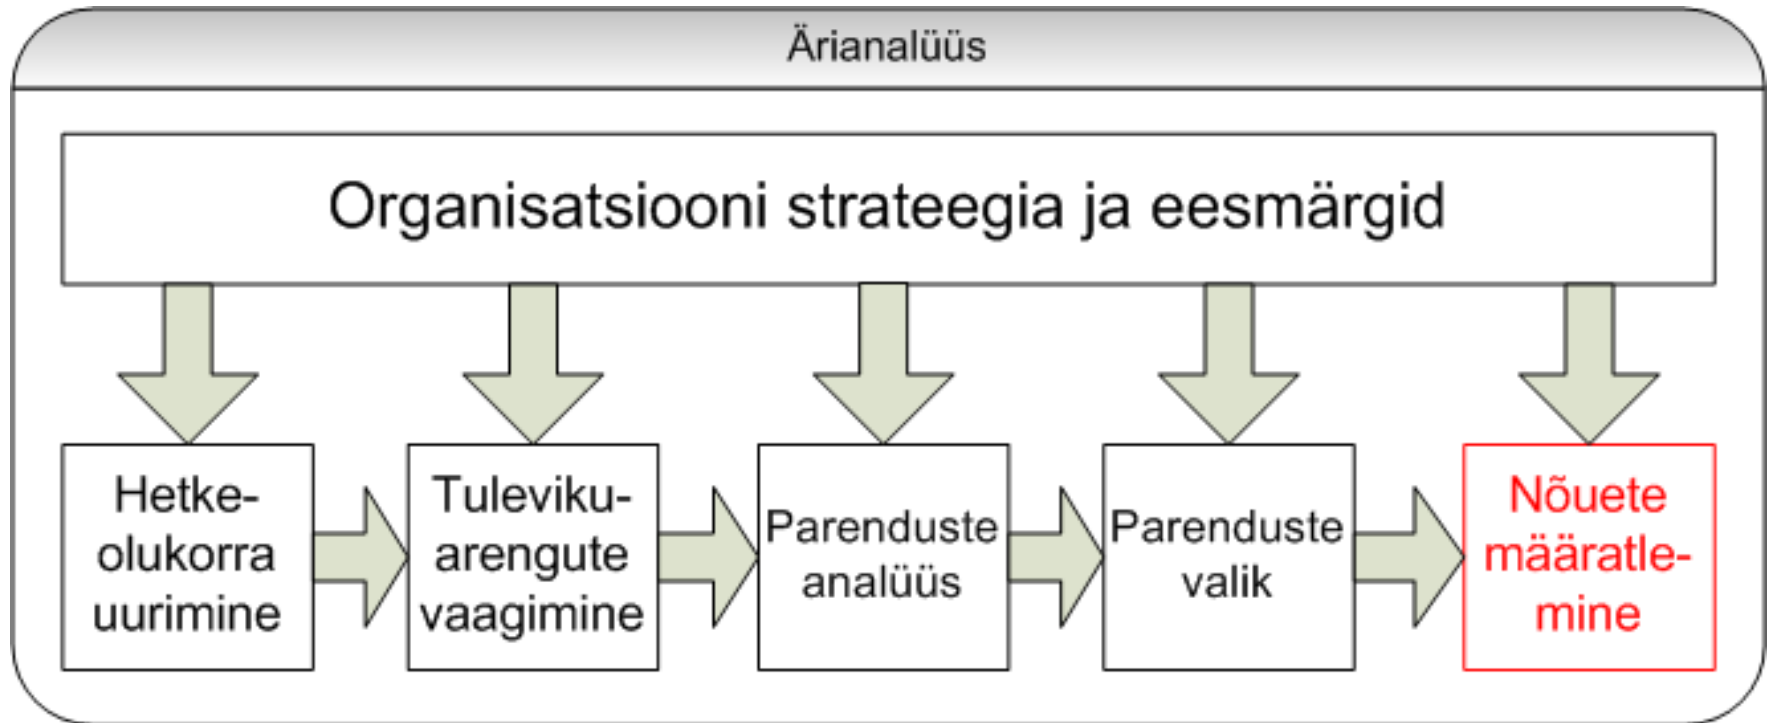 Ärianalüüs
Organisatsiooni strateegia ja eesmärgid
Hetke-
olukorra
uurimine
Tuleviku-
arengute
vaagimine
Parenduste
analüüs
Parenduste
valik
Nõuete
määratle-
mine